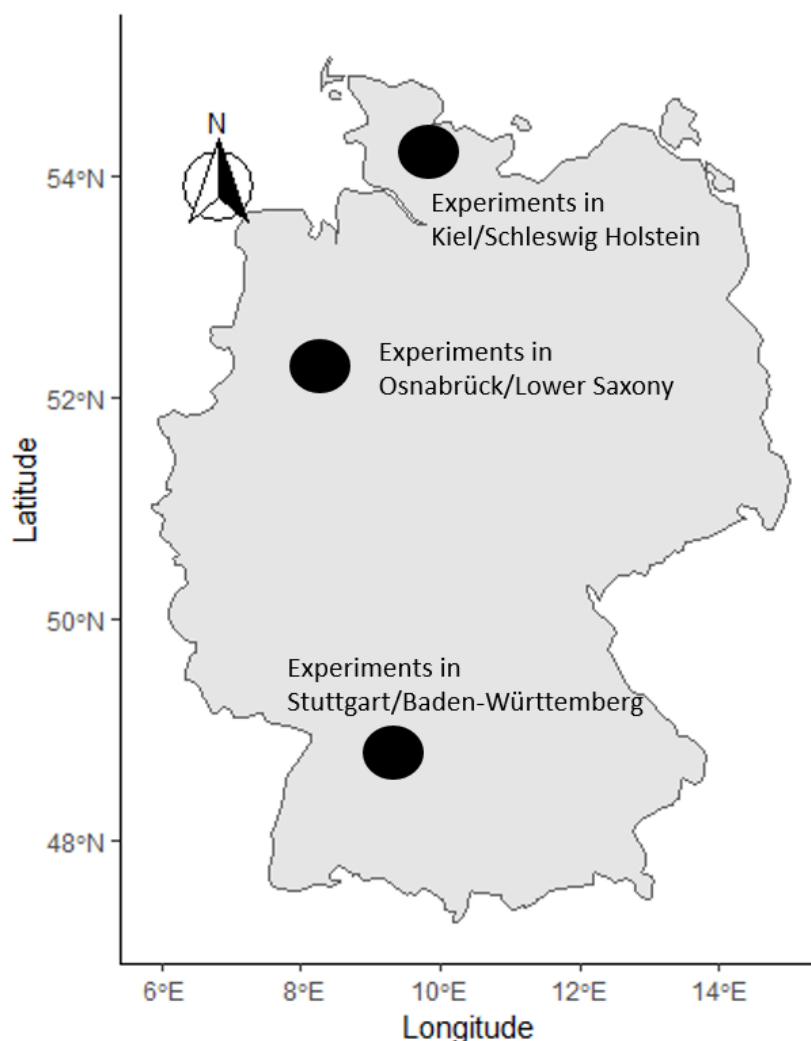 N
54°N
Experiments in
Kiel/Schleswig Holstein
Experiments in
Osnabrück/Lower Saxony
52°N
Latitude
50°N
Experiments in
Stuttgart/Baden-Württemberg
48°N
6°E 8°E 10°E 12°E 14°E
Longitude